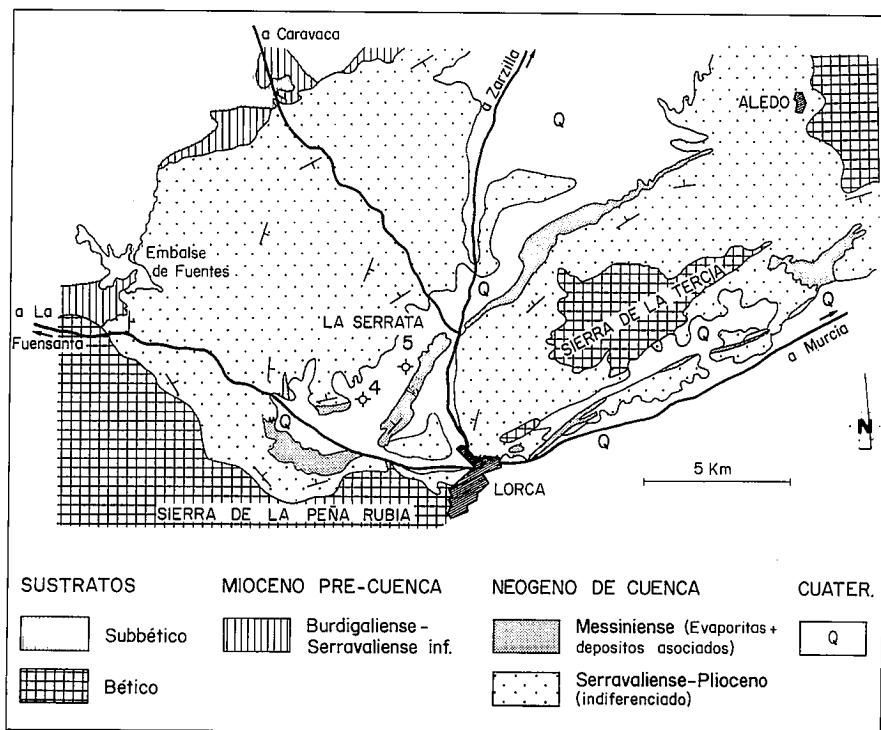 a Caravaca
a Zarzilla
Q
ALEDO
Embalse
de Fuentes
a La
Fuensanta
LA SERRATA
Q
5
4
SIERRA DE LA TERCIA
Q
Q
a Murcia
Q
Q
N
LORCA
5 Km
SIERRA DE LA PEÑA RUBIA
SUSTRATOS
Subbético
Bético
MIOCENO PRE-CUENCA
Burdigaliense-
Serravaliense inf.
NEOGENO DE CUENCA
Messiniense (Evaporitas +
depositos asociados)
Serravaliense-Plioceno
(indiferenciado)
CUATER.
Q